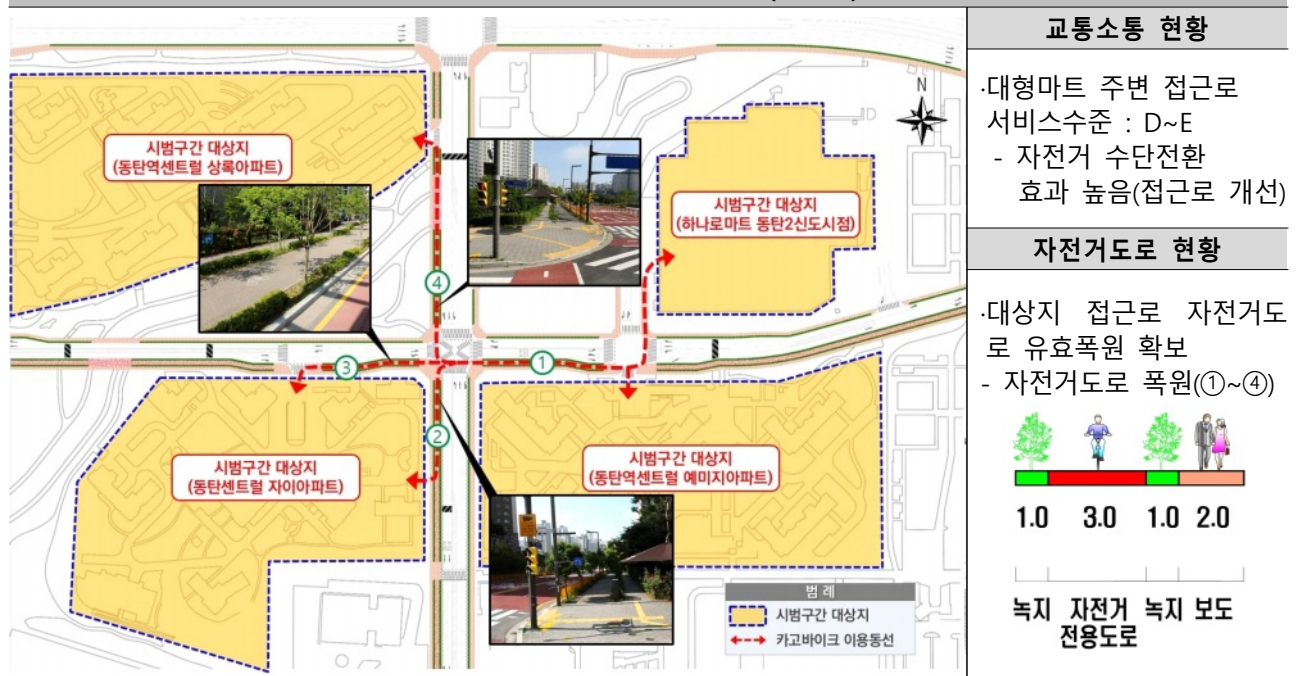 시범구간 대상지
(동탄역센트럴 상록아파트)
N
시범구간 대상지
(하나로마트 동탄2신도시점)
④
③
①
②
시범구간 대상지
(동탄센트럴 자이아파트)
시범구간 대상지
(동탄역센트럴 예미지아파트)
범 례
시범구간 대상지
카고바이크 이용동선
교통소통 현황
·대형마트 주변 접근로
서비스수준 : D~E
- 자전거 수단전환
효과 높음(접근로 개선)
자전거도로 현황
·대상지 접근로 자전거도
로 유효폭원 확보
- 자전거도로 폭원(①~④)
1.0 3.0 1.0 2.0
녹지 자전거 녹지 보도
전용도로